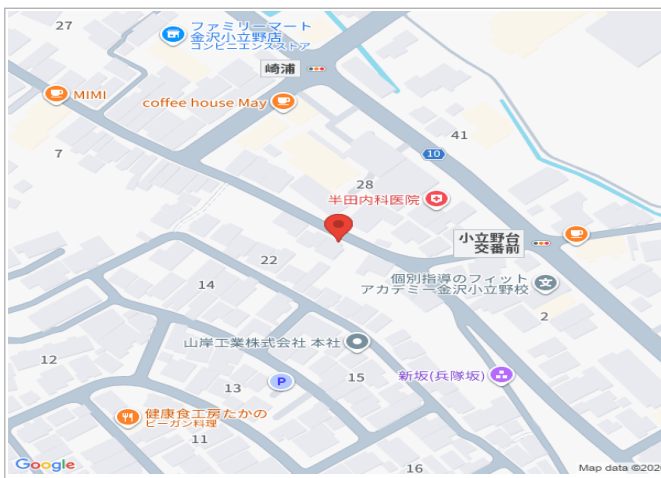 27
ファミリーマート
金沢小立野店
コンビニエンスストア
崎浦
MIMI
coffee house May
41
10
7
28
半田内科医院
小立野台
交番前
22
個別指導のフィット
アカデミー金沢小立野校
14
2
山岸工業株式会社 本社
12
13
P
15
新坂(兵隊坂)
健康食工房たかの
ビーガン料理
11
16
Google
Map data ©202